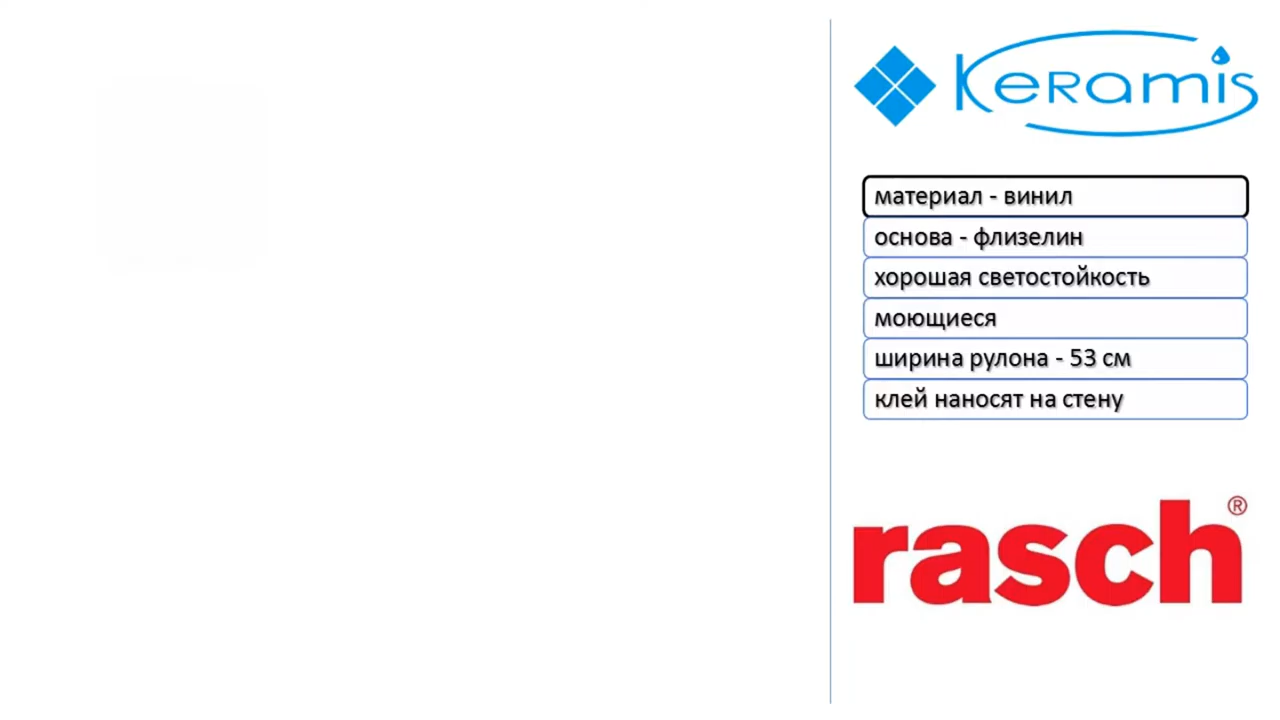 Keramis
материал - винил
основа - флизелин
хорошая светостойкость
моющиеся
ширина рулона - 53 см
клей наносят на стену
rasch®